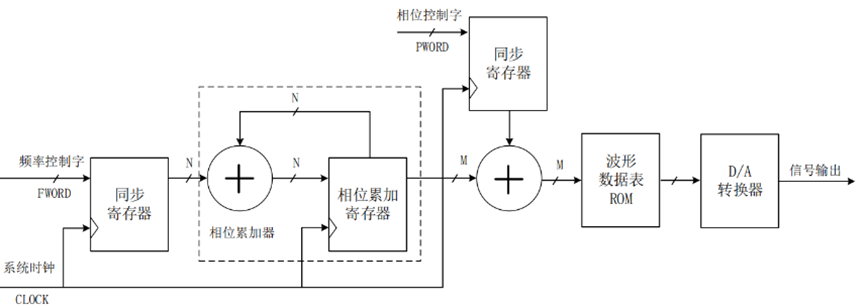 相位控制字
PWORD
同步
寄存器
N
频率控制字
FWORD
同步
寄存器
N
N
相位累加
寄存器
相位累加器
M
M
波形
数据表
ROM
D/A
转换器
信号输出
系统时钟
CLOCK